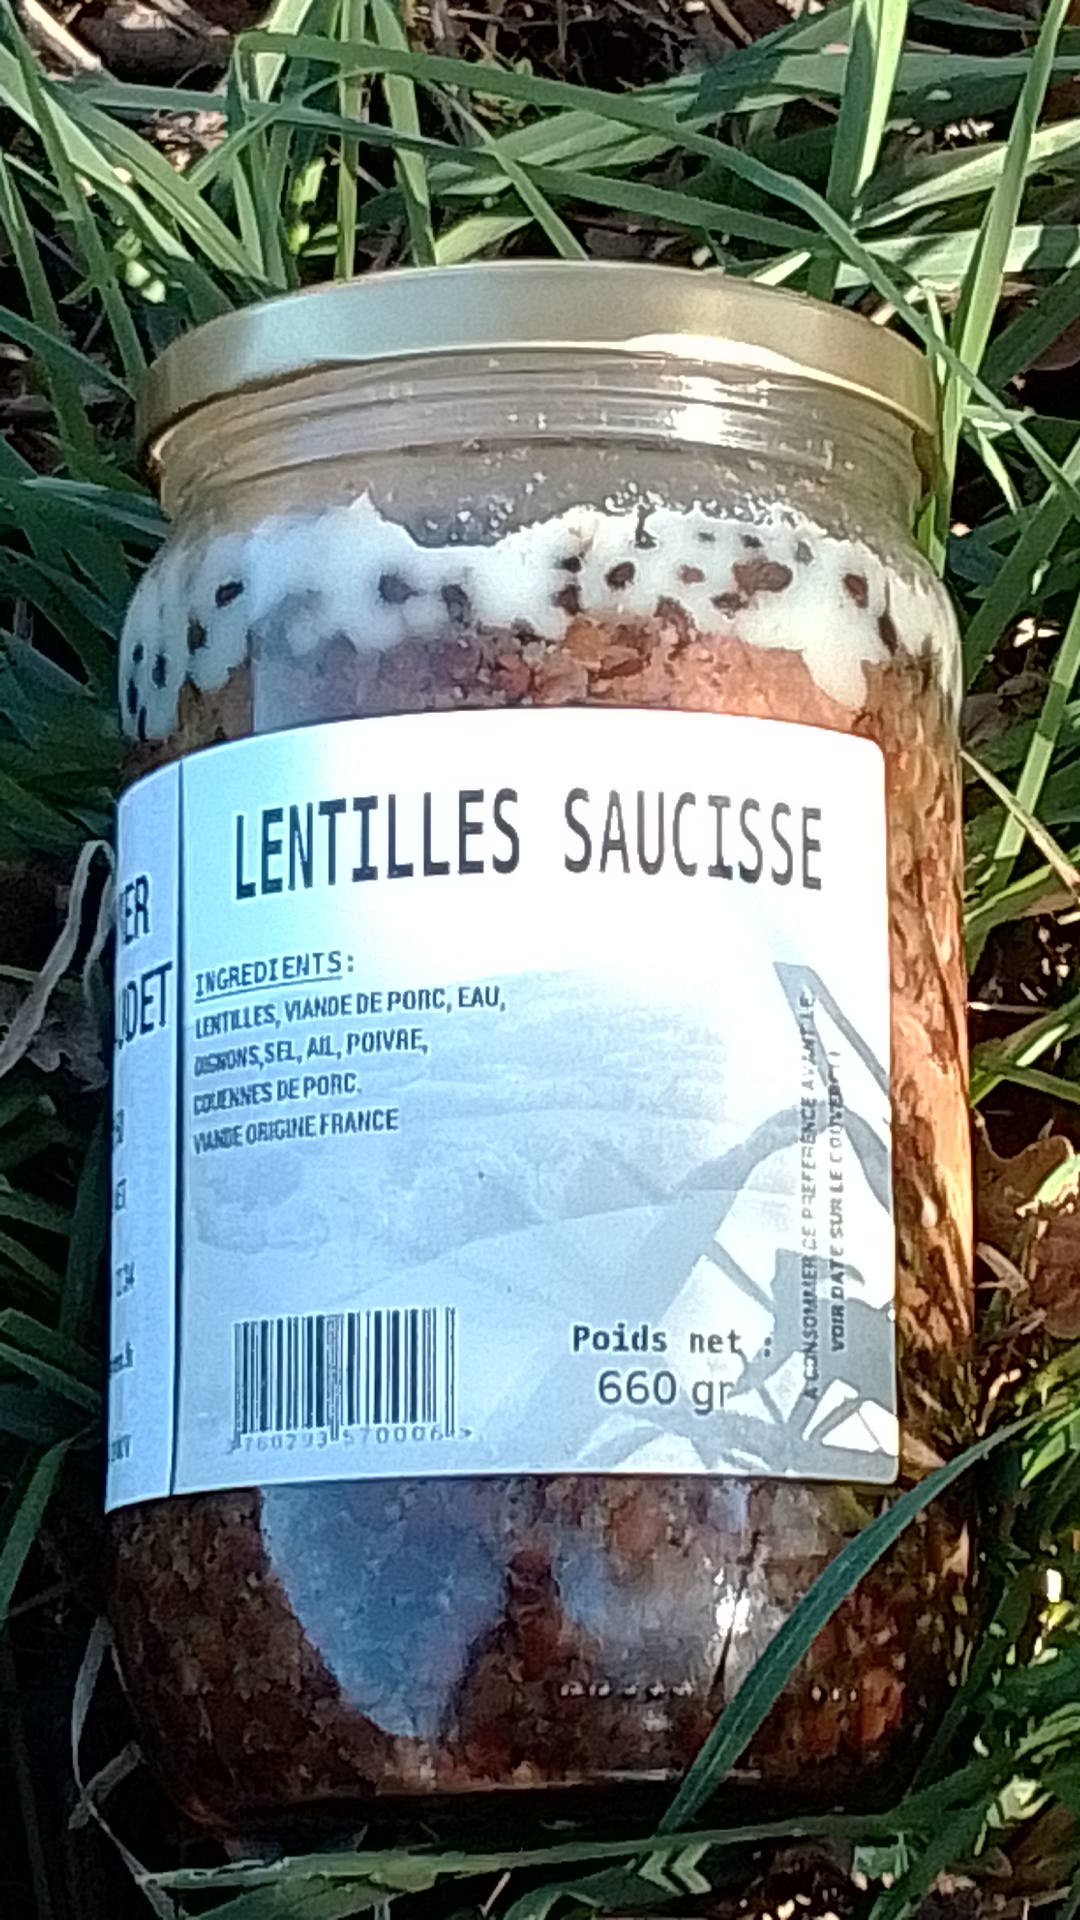 LENTILLES SAUCISSE
INGREDIENTS:
LENTILLES, VIANDE DE PORC, EAU,
OIGNONS, SEL, AIL, POIVRE,
COUENNES DE PORC.
VIANDE ORIGINE FRANCE
Poids net :
660 gr
A CONSOMMER DE PREFERENCE AVANT LE
VOIR DATE SUR LE COUVERCLE